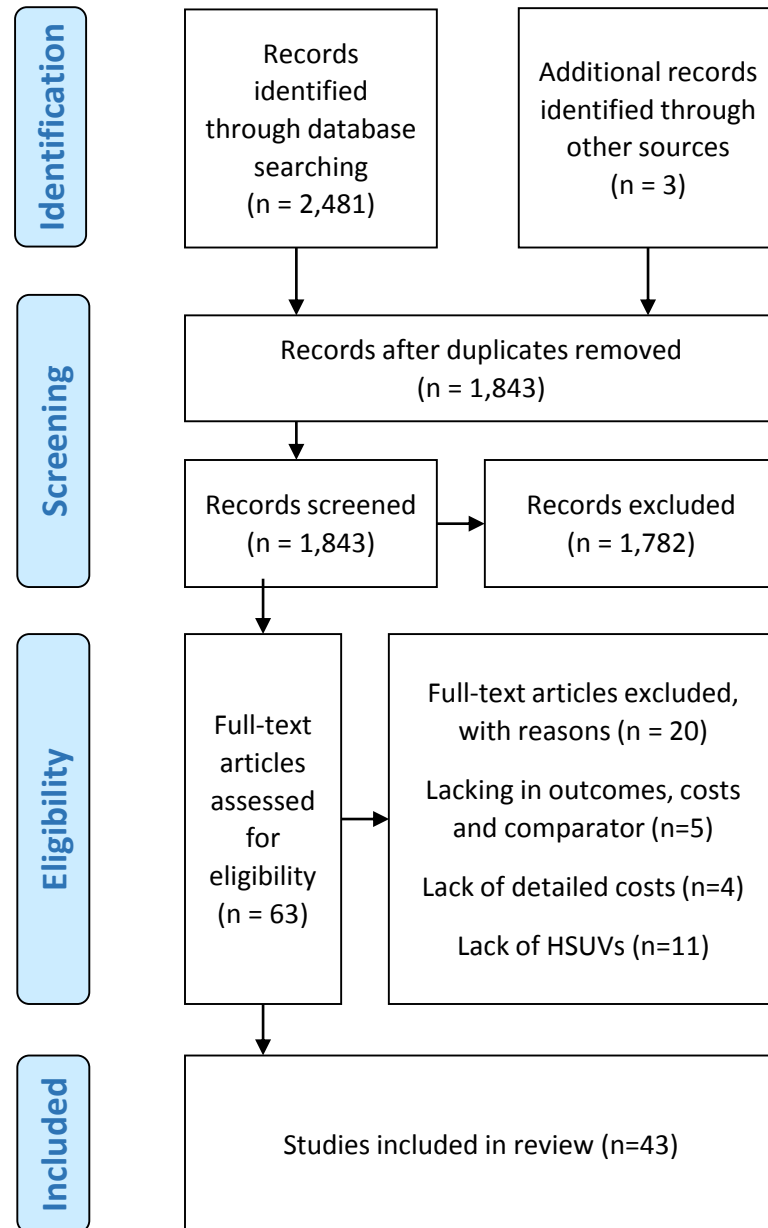 Identification
Records
identified
through database
searching
(n = 2,481)
Additional records
identified through
other sources
(n = 3)
Screening
Records after duplicates removed
(n = 1,843)
Records screened
(n = 1,843)
Records excluded
(n = 1,782)
Eligibility
Full-text
articles
assessed
for
eligibility
(n = 63)
Full-text articles excluded,
with reasons (n = 20)
Lacking in outcomes, costs
and comparator (n=5)
Lack of detailed costs (n=4)
Lack of HSUVs (n=11)
Included
Studies included in review (n=43)